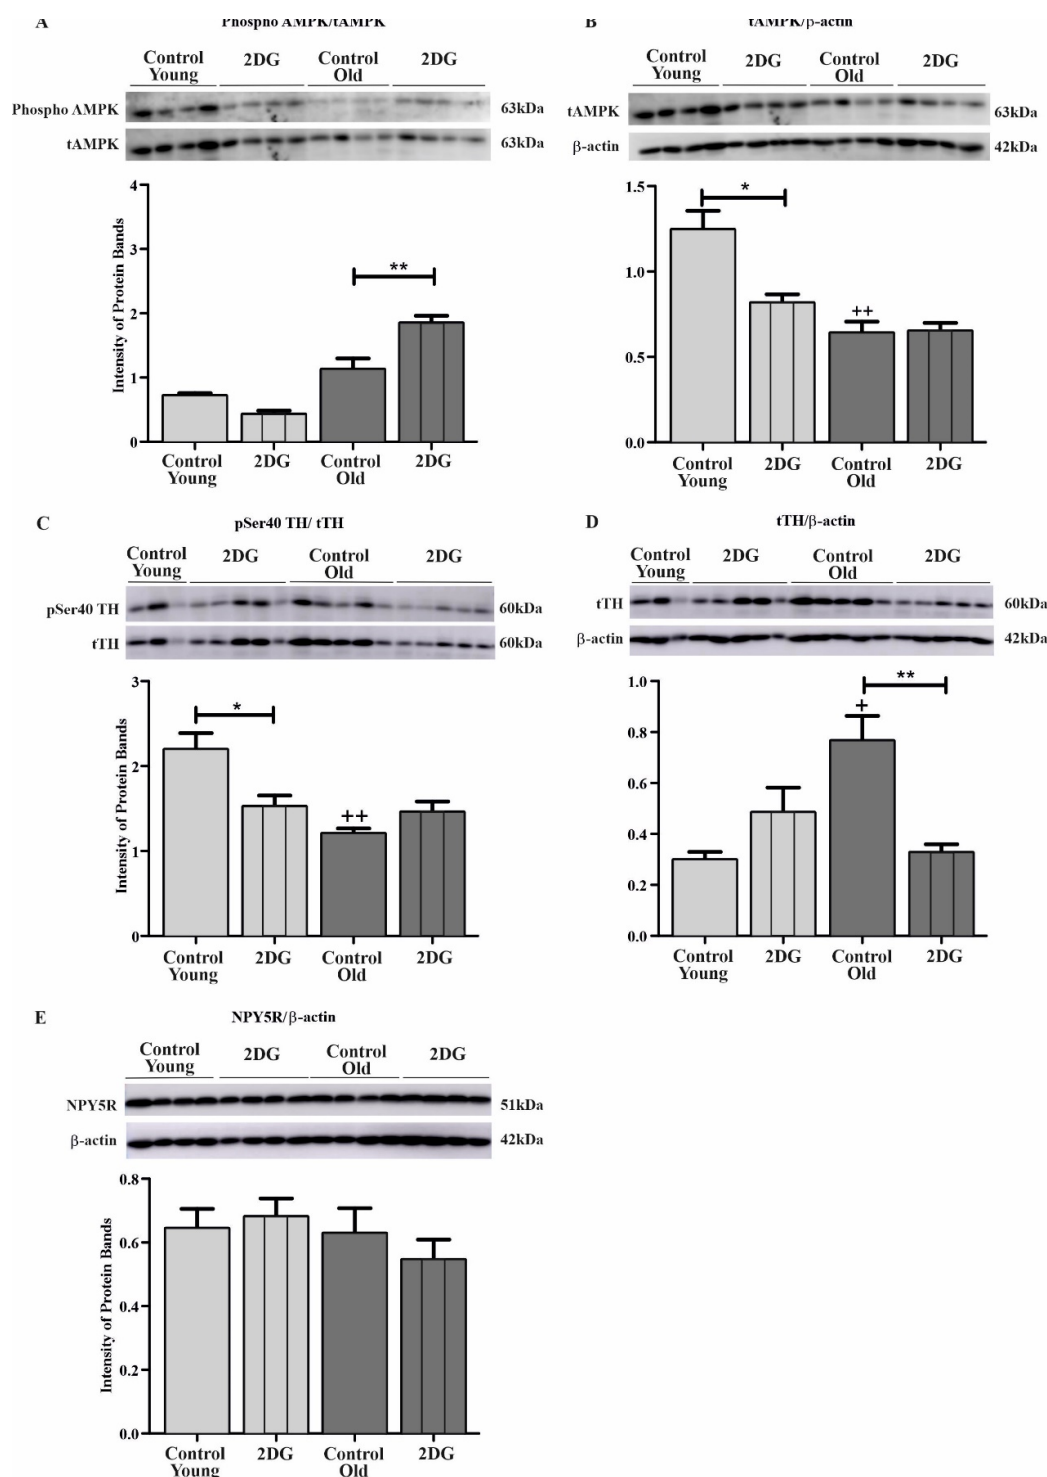 A
Phospho AMPK/tAMPK
Control Young
2DG
Control Old
2DG
Phospho AMPK
63kDa
tAMPK
63kDa
Intensity of Protein Bands
4
3
2
1
0
**
Control Young
2DG
Control Old
2DG
B
tAMPK/β-actin
Control Young
2DG
Control Old
2DG
tAMPK
63kDa
β-actin
42kDa
1.5
1.0
0.5
0.0
*
++
Control Young
2DG
Control Old
2DG
C
pSer40 TH/ tTH
Control Young
2DG
Control Old
2DG
pSer40 TH
60kDa
tTH
60kDa
Intensity of Protein Bands
3
2
1
0
*
++
Control Young
2DG
Control Old
2DG
D
tTH/β-actin
Control Young
2DG
Control Old
2DG
tTH
60kDa
β-actin
42kDa
1.0
0.8
0.6
0.4
0.2
0.0
+
**
Control Young
2DG
Control Old
2DG
E
NPY5R/β-actin
Control Young
2DG
Control Old
2DG
NPY5R
51kDa
β-actin
42kDa
Intensity of Protein Bands
0.8
0.6
0.4
0.2
0.0
Control Young
2DG
Control Old
2DG